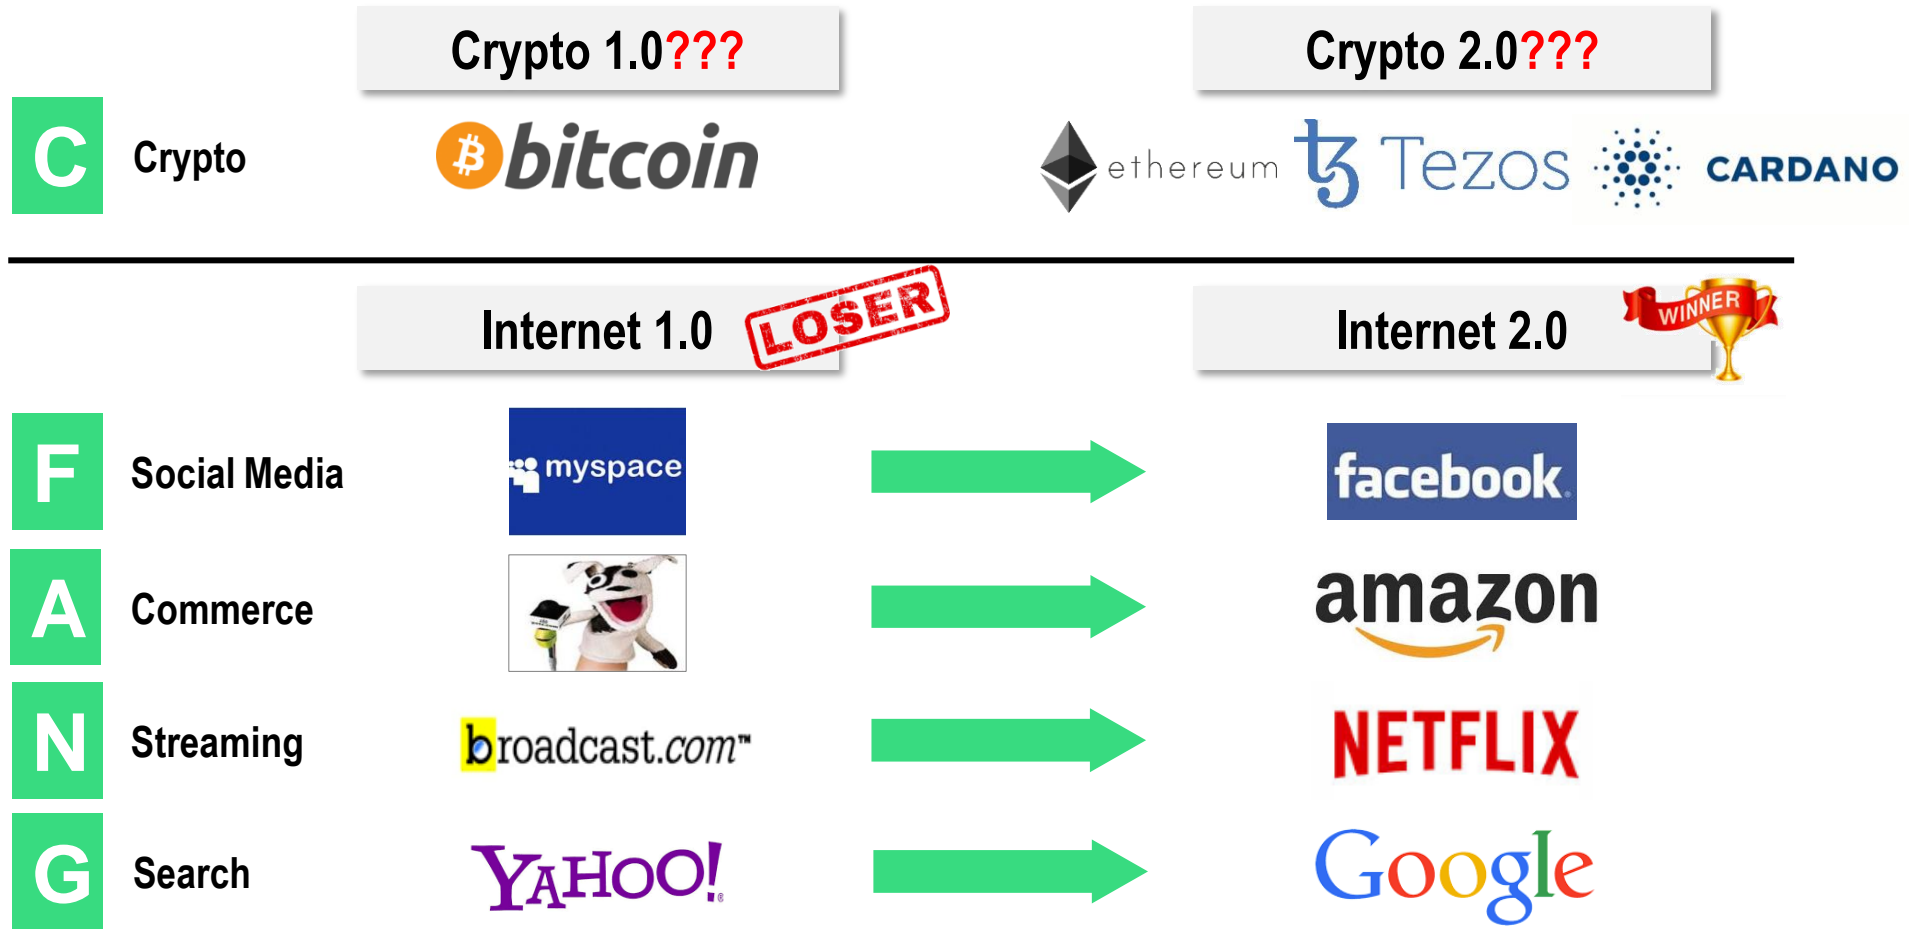 Crypto 1.0???
Crypto 2.0???
C
Crypto
bitcoin
ethereum
Tezos
CARDANO
Internet 1.0
LOSER
Internet 2.0
WINNER
F
Social Media
myspace
facebook
A
Commerce
amazon
N
Streaming
broadcast.com™
NETFLIX
G
Search
YAHOO!
Google